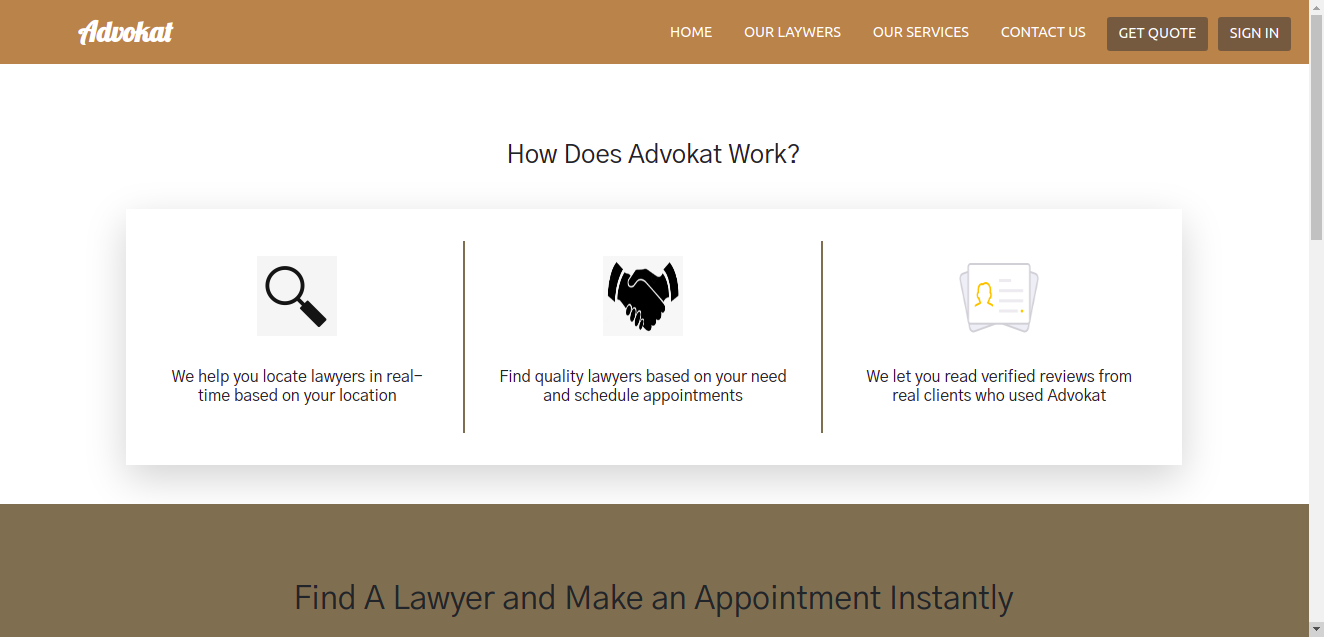 Advokat
HOME
OUR LAYWERS
OUR SERVICES
CONTACT US
GET QUOTE
SIGN IN
How Does Advokat Work?
We help you locate lawyers in real-
time based on your location
Find quality lawyers based on your need
and schedule appointments
We let you read verified reviews from
real clients who used Advokat
Find A Lawyer and Make an Appointment Instantly